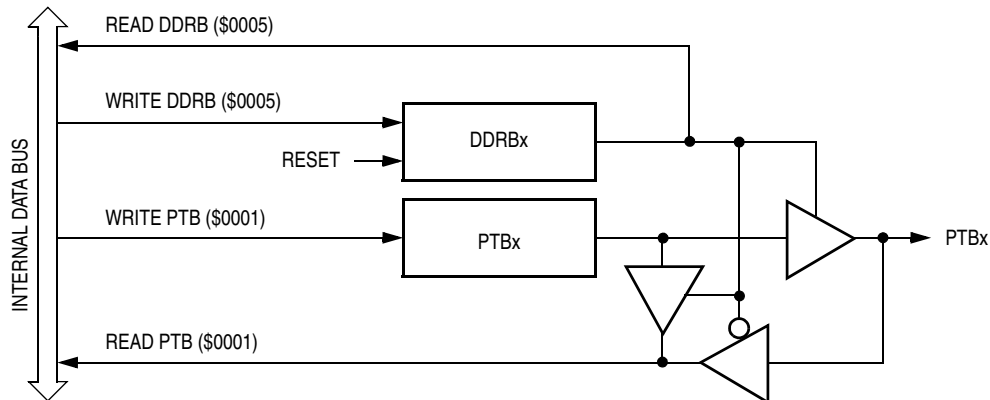 READ DDRB ($0005)
WRITE DDRB ($0005)
DDRBx
RESET
INTERNAL DATA BUS
WRITE PTB ($0001)
PTBx
PTBx
READ PTB ($0001)